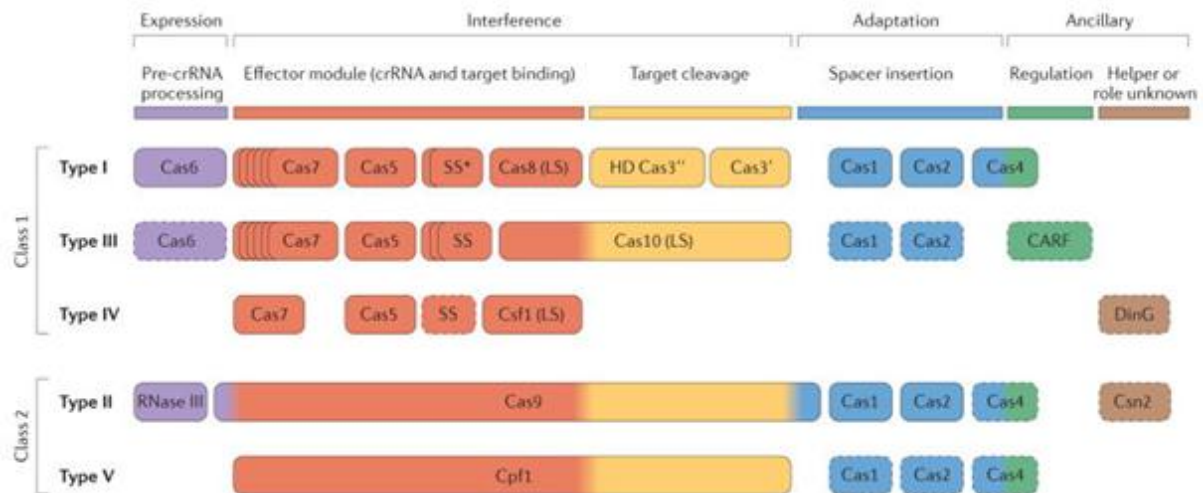 Expression Interference Adaptation Ancillary
Pre-crRNA processing Effector module (crRNA and target binding) Target cleavage Spacer insertion Regulation Helper or role unknown
Class 1
Type I Cas6 Cas7 Cas5 SS* Cas8 (LS) HD Cas3'' Cas3' Cas1 Cas2 Cas4
Type III Cas6 Cas7 Cas5 SS Cas10 (LS) Cas1 Cas2 CARF
Type IV Cas7 Cas5 SS Csf1 (LS) DinG
Class 2
Type II RNase III Cas9 Cas1 Cas2 Cas4 Csn2
Type V Cpf1 Cas1 Cas2 Cas4